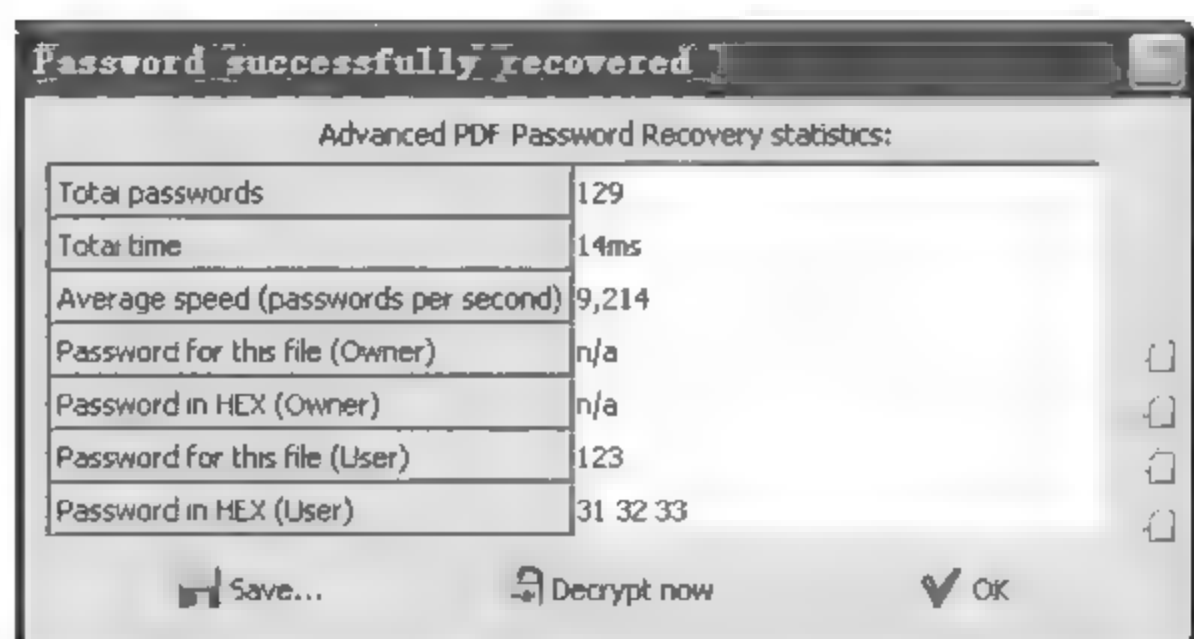 Password successfully recovered
Advanced PDF Password Recovery statistics:
Total passwords 129
Total time 14ms
Average speed (passwords per second) 9,214
Password for this file (Owner) n/a
Password in HEX (Owner) n/a
Password for this file (User) 123
Password in HEX (User) 31 32 33
Save... Decrypt now OK